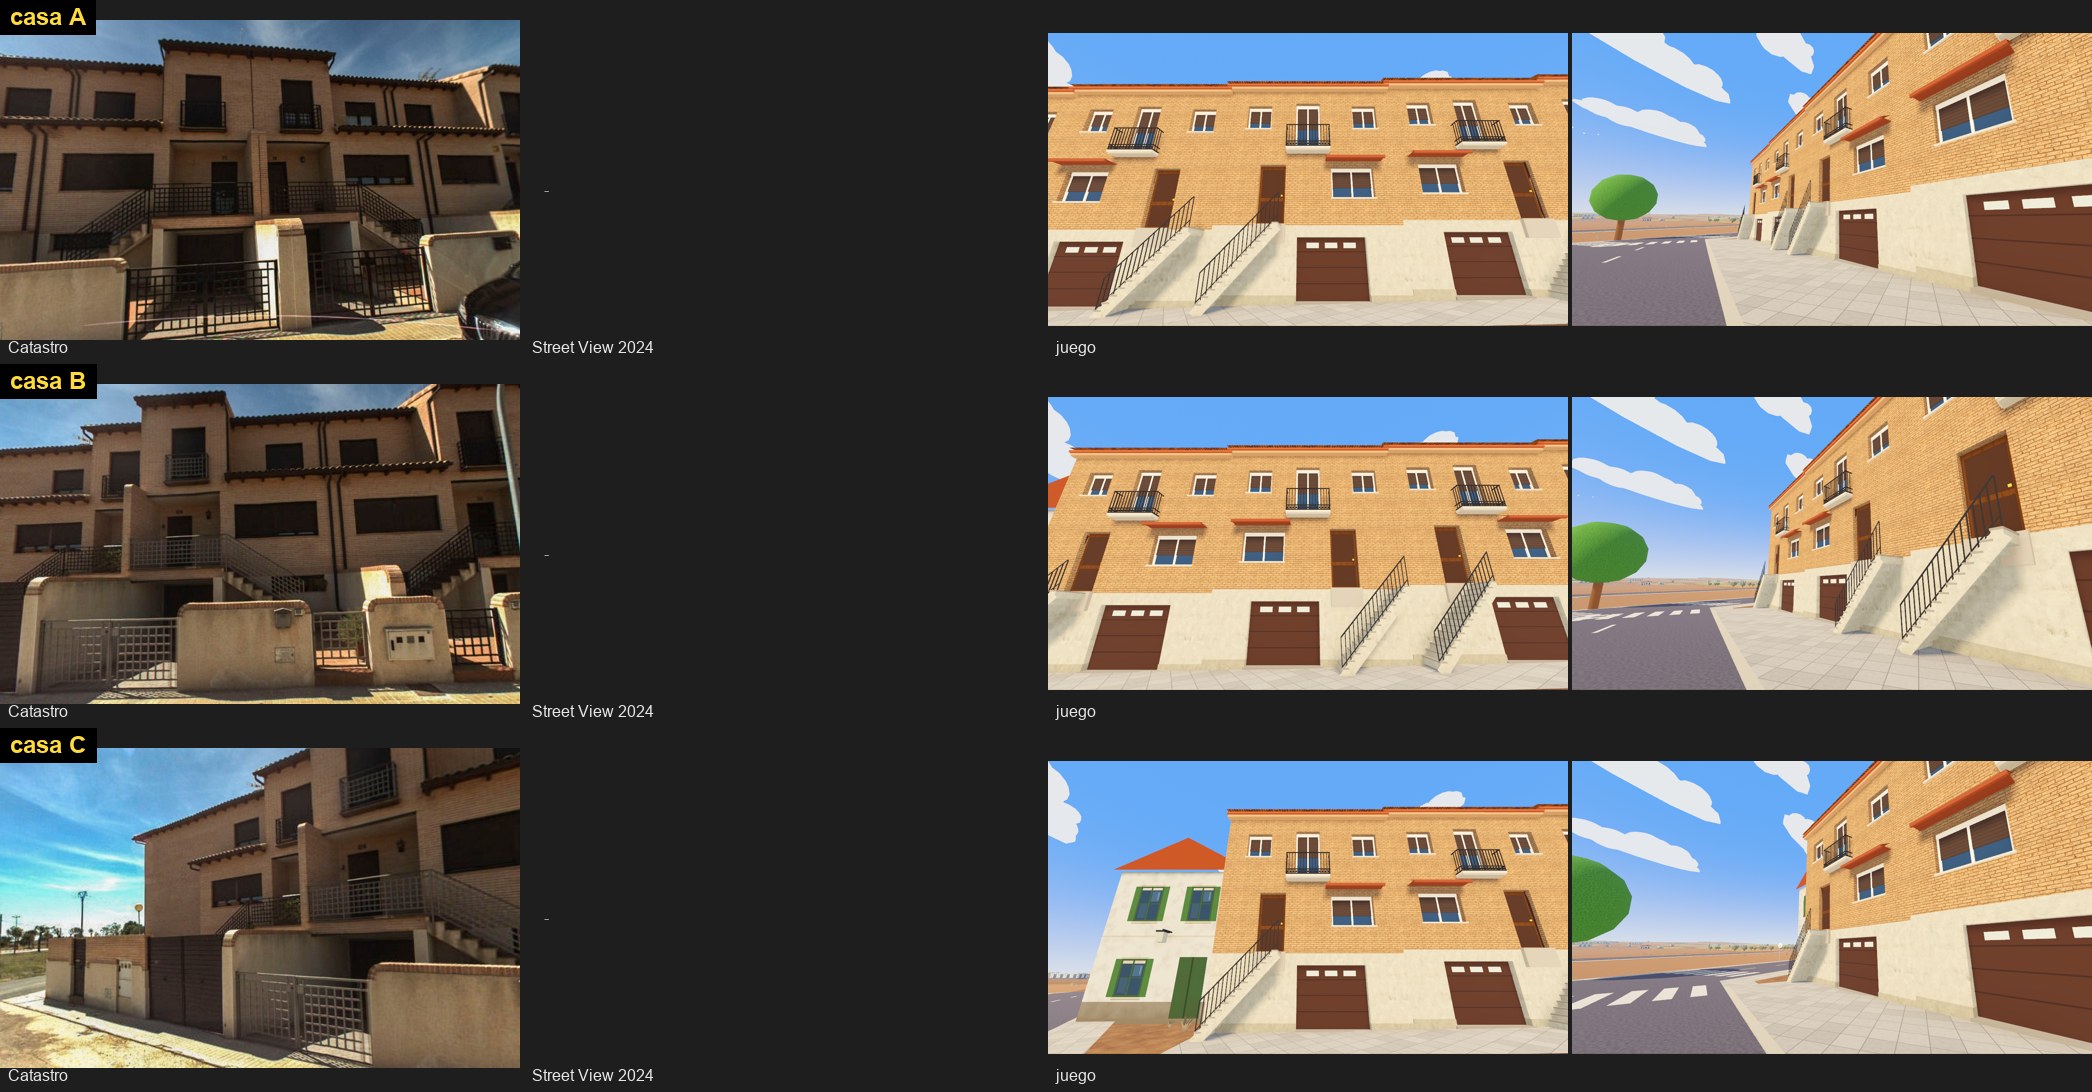 casa A
-
Catastro
Street View 2024
juego
casa B
-
Catastro
Street View 2024
juego
casa C
-
Catastro
Street View 2024
juego